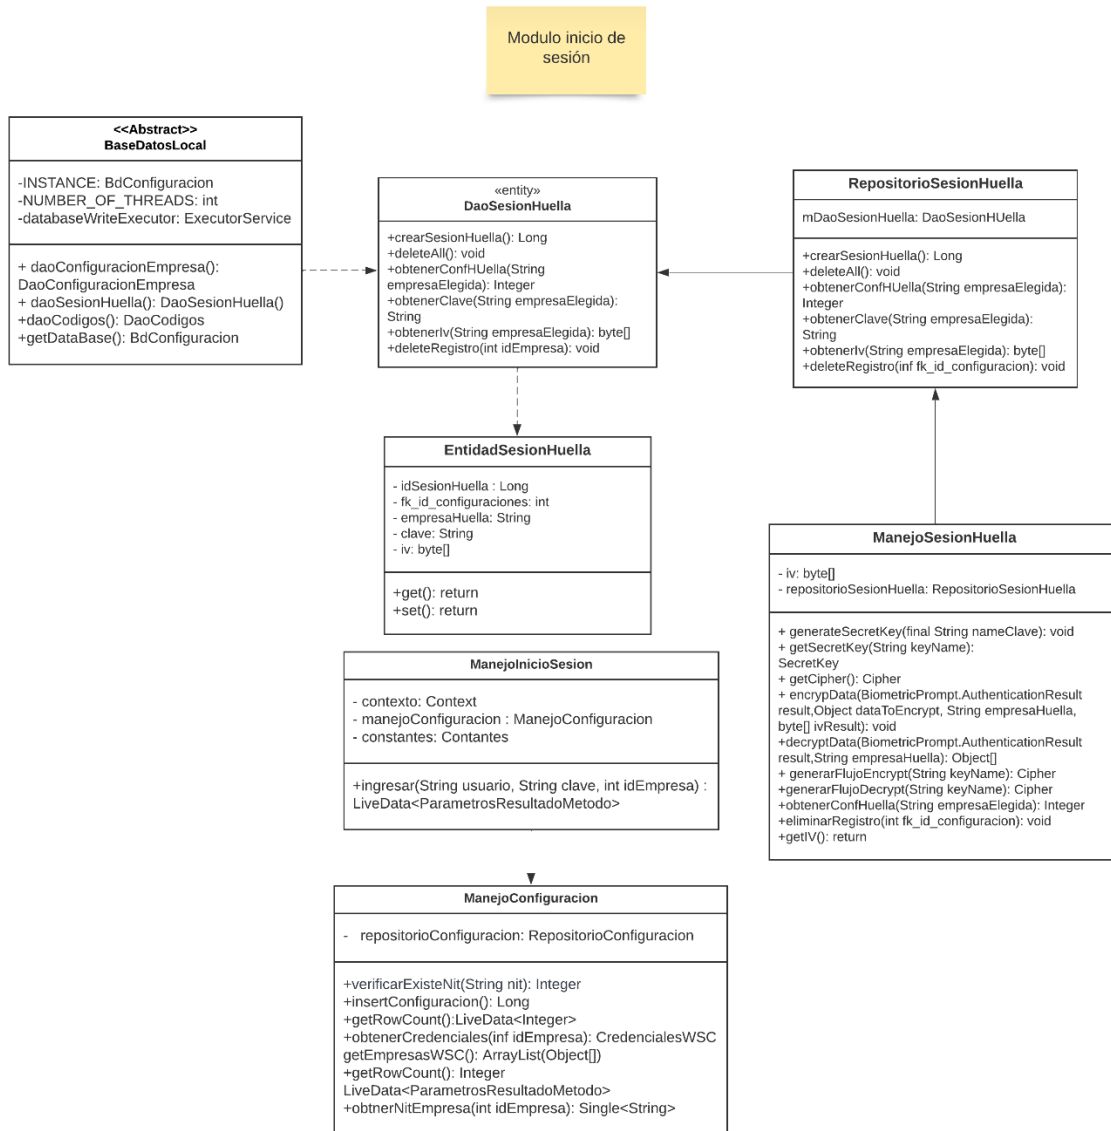 Modulo inicio de
sesión
<<Abstract>>
BaseDatosLocal
-INSTANCE: BdConfiguracion
-NUMBER_OF_THREADS: int
-databaseWriteExecutor: ExecutorService
+ daoConfiguracionEmpresa():
DaoConfiguracionEmpresa
+ daoSesionHuella(): DaoSesionHuella()
+daoCodigos(): DaoCodigos
+getDataBase(): BdConfiguracion
«entity»
DaoSesionHuella
+crearSesionHuella(): Long
+deleteAll(): void
+obtenerConfHUella(String
empresaElegida): Integer
+obtenerClave(String empresaElegida):
String
+obtenerIv(String empresaElegida): byte[]
+deleteRegistro(int idEmpresa): void
RepositorioSesionHuella
mDaoSesionHuella: DaoSesionHUella
+crearSesionHuella(): Long
+deleteAll(): void
+obtenerConfHUella(String empresaElegida):
Integer
+obtenerClave(String empresaElegida):
String
+obtenerIv(String empresaElegida): byte[]
+deleteRegistro(inf fk_id_configuracion): void
EntidadSesionHuella
- idSesionHuella : Long
- fk_id_configuraciones: int
- empresaHuella: String
- clave: String
- iv: byte[]
+get(): return
+set(): return
ManejoSesionHuella
- iv: byte[]
- repositorioSesionHuella: RepositorioSesionHuella
+ generateSecretKey(final String nameClave): void
+ getSecretKey(String keyName):
SecretKey
+ getCipher(): Cipher
+ encrypData(BiometricPrompt.AuthenticationResult
result,Object dataToEncrypt, String empresaHuella,
byte[] ivResult): void
+decryptData(BiometricPrompt.AuthenticationResult
result,String empresaHuella): Object[]
+ generarFlujoEncrypt(String keyName): Cipher
+generarFlujoDecrypt(String keyName): Cipher
+obtenerConfHuella(String empresaElegida): Integer
+eliminarRegistro(int fk_id_configuracion): void
+getIV(): return
ManejoInicioSesion
- contexto: Context
- manejoConfiguracion : ManejoConfiguracion
- constantes: Contantes
+ingresar(String usuario, String clave, int idEmpresa) :
LiveData<ParametrosResultadoMetodo>
ManejoConfiguracion
- repositorioConfiguracion: RepositorioConfiguracion
+verificarExisteNit(String nit): Integer
+insertConfiguracion(): Long
+getRowCount():LiveData<Integer>
+obtenerCredenciales(inf idEmpresa): CredencialesWSC
getEmpresasWSC(): ArrayList(Object[])
+getRowCount(): Integer
LiveData<ParametrosResultadoMetodo>
+obtnerNitEmpresa(int idEmpresa): Single<String>